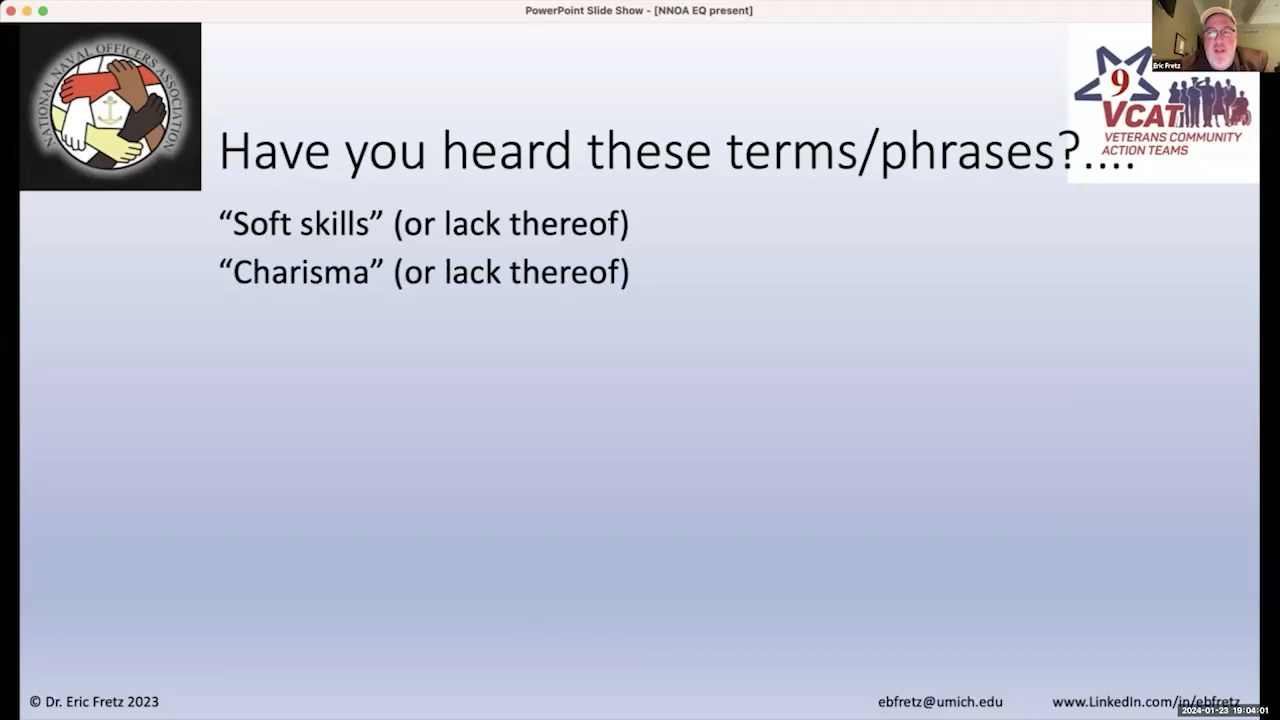 PowerPoint Slide Show - [NNOA EQ present]
NATIONAL NAVAL OFFICERS ASSOCIATION
Eric Fretz
9
VCAT
VETERANS COMMUNITY
ACTION TEAMS
Have you heard these terms/phrases?....
“Soft skills” (or lack thereof)
“Charisma” (or lack thereof)
© Dr. Eric Fretz 2023
ebfretz@umich.edu
www.LinkedIn.com/in/ebfretz
2024-01-23 19:04:01